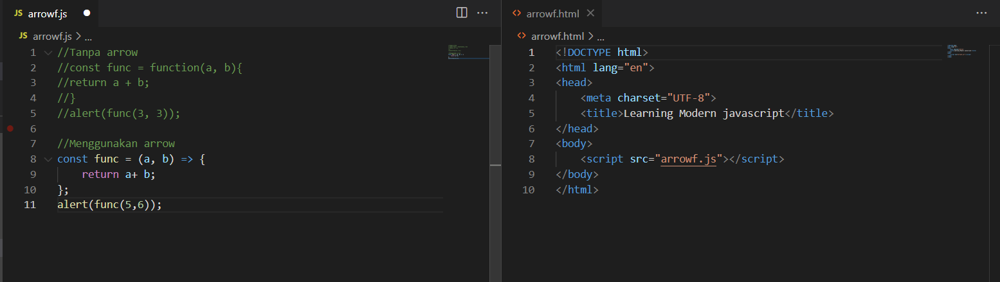 JS arrowf.js
JS arrowf.js > ...
1 //Tanpa arrow
2 //const func = function(a, b){
3 //return a + b;
4 //}
5 //alert(func(3, 3));
6
7 //Menggunakan arrow
8 const func = (a, b) => {
9 return a+ b;
10 };
11 alert(func(5,6));
<> arrowf.html
<> arrowf.html > ...
1 <!DOCTYPE html>
2 <html lang="en">
3 <head>
4 <meta charset="UTF-8">
5 <title>Learning Modern javascript</title>
6 </head>
7 <body>
8 <script src="arrowf.js"></script>
9 </body>
10 </html>